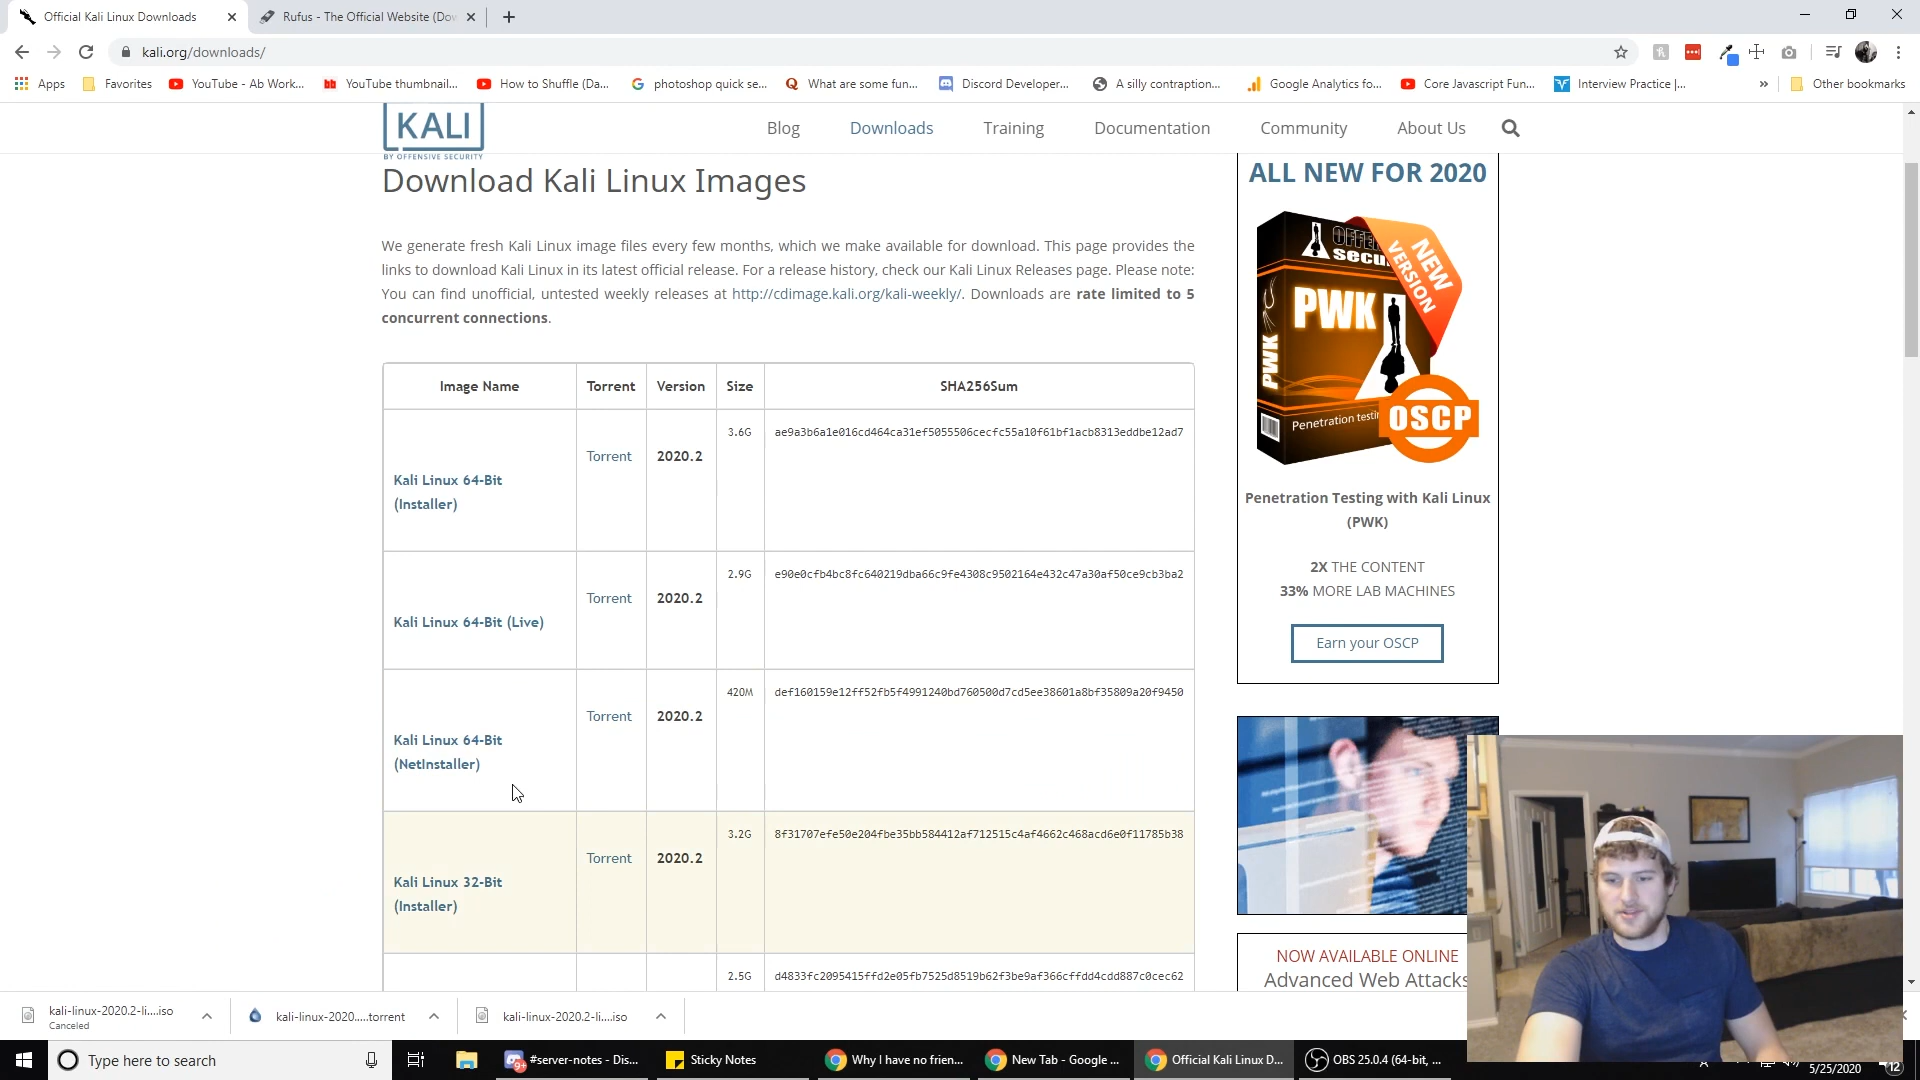 Official Kali Linux Downloads
Rufus - The Official Website (Dow
kali.org/downloads/
Apps
Favorites
YouTube - Ab Work...
YouTube thumbnail...
How to Shuffle (Da...
photoshop quick se...
What are some fun...
Discord Developer...
A silly contraption...
Google Analytics fo...
Core Javascript Fun...
Interview Practice |...
»
Other bookmarks
KALI
BY OFFENSIVE SECURITY
Blog
Downloads
Training
Documentation
Community
About Us
Download Kali Linux Images
We generate fresh Kali Linux image files every few months, which we make available for download. This page provides the
links to download Kali Linux in its latest official release. For a release history, check our Kali Linux Releases page. Please note:
You can find unofficial, untested weekly releases at http://cdimage.kali.org/kali-weekly/. Downloads are rate limited to 5
concurrent connections.
Image Name Torrent Version Size SHA256Sum
3.6G ae9a3b6a1e016cd464ca31ef5055506cecfc55a10f61bf1acb8313eddbe12ad7
Torrent 2020.2
Kali Linux 64-Bit
(Installer)
2.9G e90e0cfb4bc8fc640219dba66c9fe4308c9502164e432c47a30af50ce9cb3ba2
Torrent 2020.2
Kali Linux 64-Bit (Live)
420M def160159e12ff52fb5f4991240bd760500d7cd5ee38601a8bf35809a20f9450
Torrent 2020.2
Kali Linux 64-Bit
(NetInstaller)
3.2G 8f31707efe50e204fbe35bb584412af712515c4af4662c468acd6e0f11785b38
Torrent 2020.2
Kali Linux 32-Bit
(Installer)
2.5G d4833fc2095415ffd2e05fb7525d8519b62f3be9af366cffdd4cdd887c0cec62
ALL NEW FOR 2020
OFFE
secu
NEW
VERSION
PWK
PWK
Penetration testi
OSCP
Penetration Testing with Kali Linux
(PWK)
2X THE CONTENT
33% MORE LAB MACHINES
Earn your OSCP
NOW AVAILABLE ONLINE
Advanced Web Attacks
kali-linux-2020.2-li....iso
Canceled
kali-linux-2020.....torrent
kali-linux-2020.2-li....iso
Type here to search
9+
#server-notes - Dis...
Sticky Notes
Why I have no frien...
New Tab - Google ...
Official Kali Linux D...
OBS 25.0.4 (64-bit, ...
5/25/2020
12